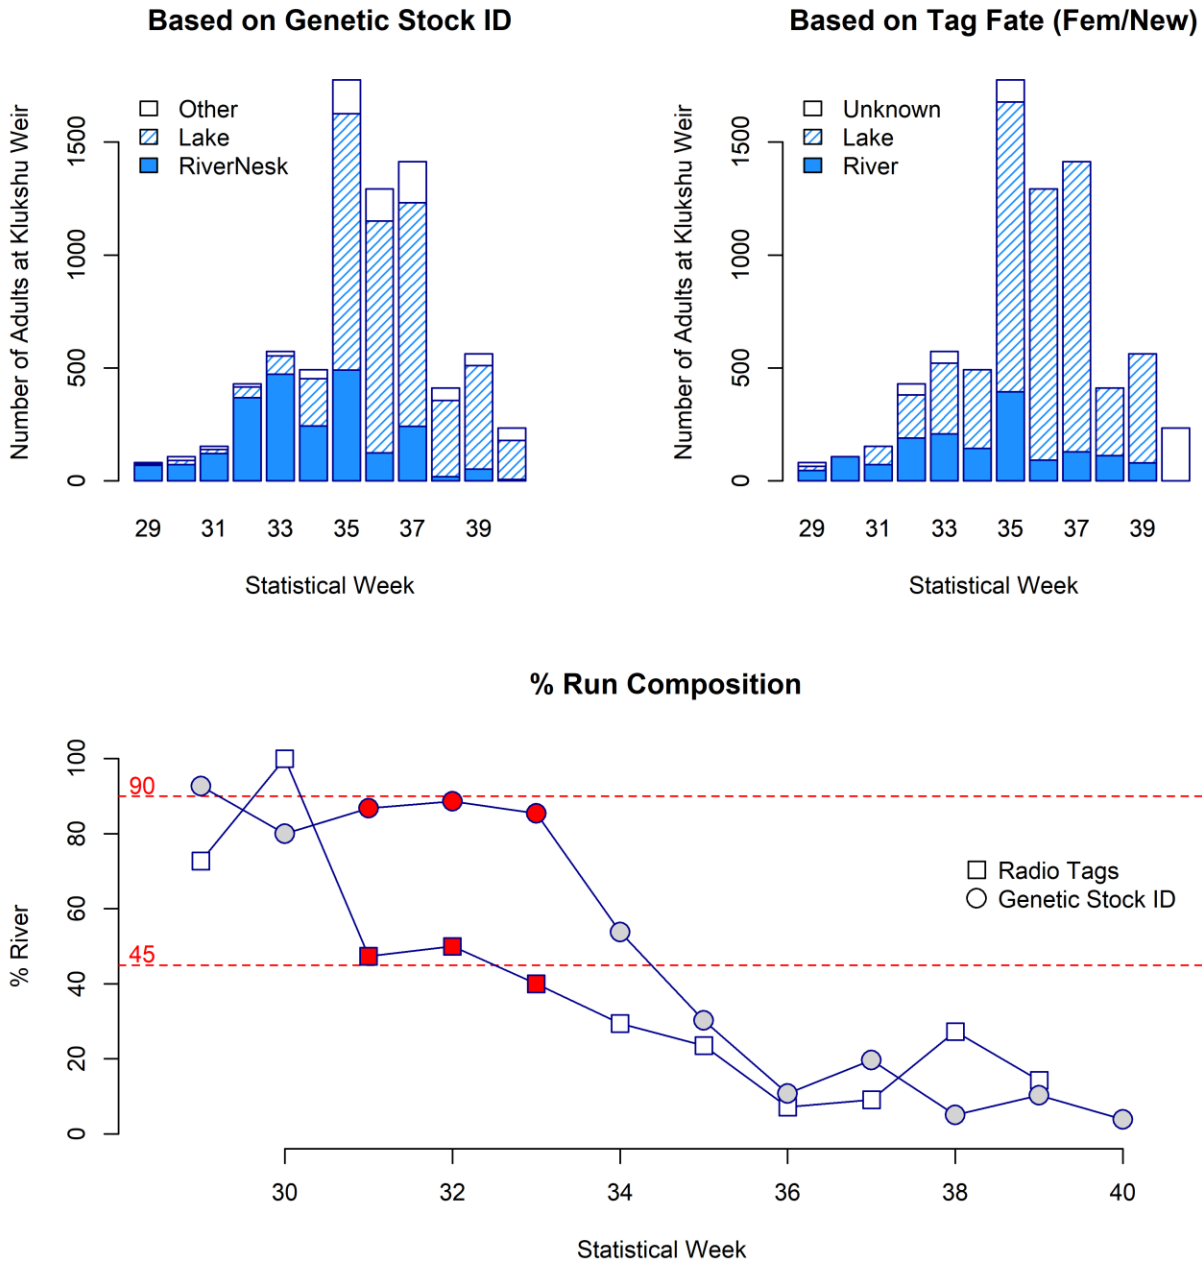 Based on Genetic Stock ID
Number of Adults at Klukshu Weir
0
500
1000
1500
Other
Lake
RiverNesk
29 31 33 35 37 39
Statistical Week
Based on Tag Fate (Fem/New)
Number of Adults at Klukshu Weir
0
500
1000
1500
Unknown
Lake
River
29 31 33 35 37 39
Statistical Week
% Run Composition
% River
0
20
40
60
80
100
90
45
Radio Tags
Genetic Stock ID
30 32 34 36 38 40
Statistical Week